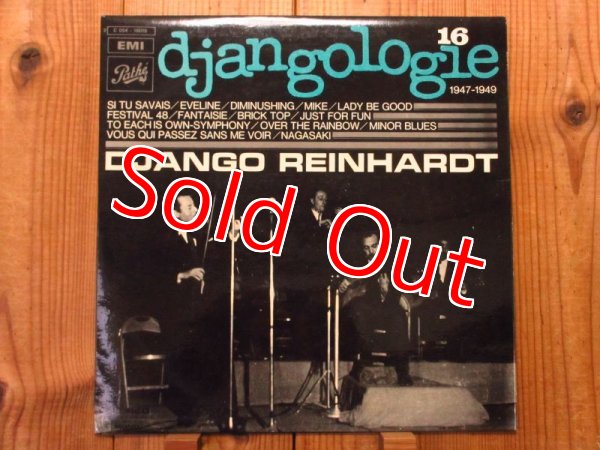 EMI
Pathé
djangologie
16
1947-1949
SI TU SAVAIS/EVELINE/DIMINUSHING/MIKE/LADY BE GOOD
FESTIVAL 48/FANTAISIE/BRICK TOP/JUST FOR FUN
TO EACH IS OWN-SYMPHONY/OVER THE RAINBOW/MINOR BLUES
VOUS QUI PASSEZ SANS ME VOIR/NAGASAKI
DJANGO REINHARDT
Sold Out